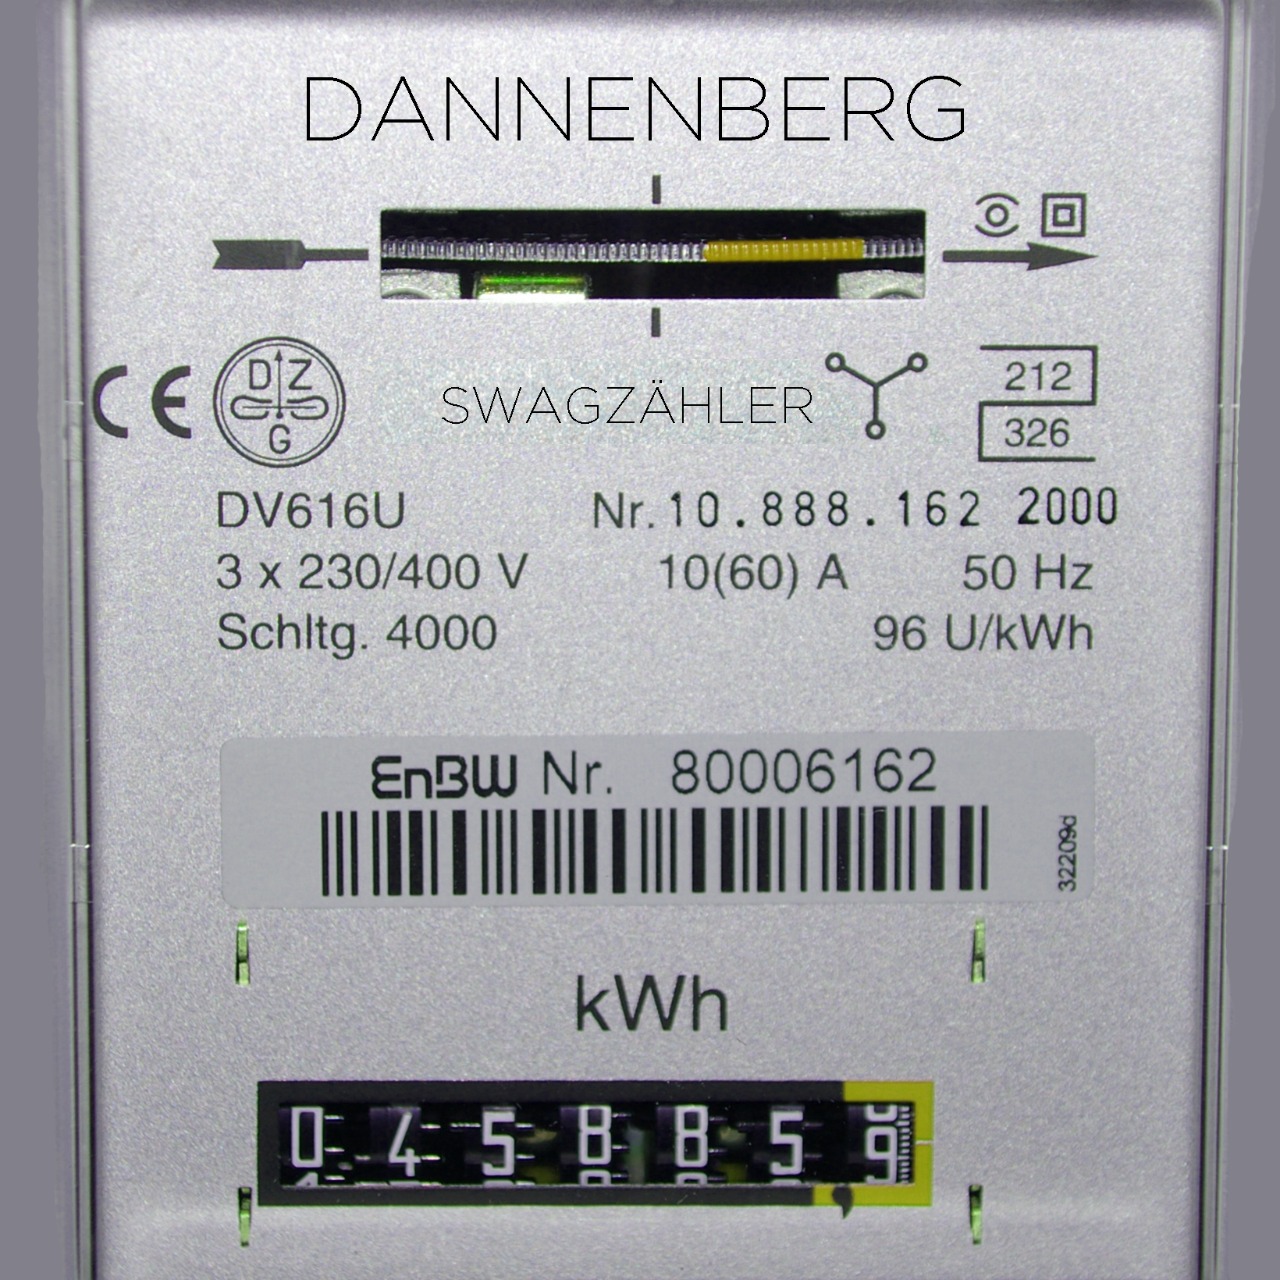 DANNENBERG
CE
D Z
G
SWAGZÄHLER
212
326
DV616U Nr. 10.888.162 2000
3 x 230/400 V 10(60) A 50 Hz
Schltg. 4000 96 U/kWh
EnBW Nr. 80006162
32209d
kWh
0 4 5 8 8 5 9